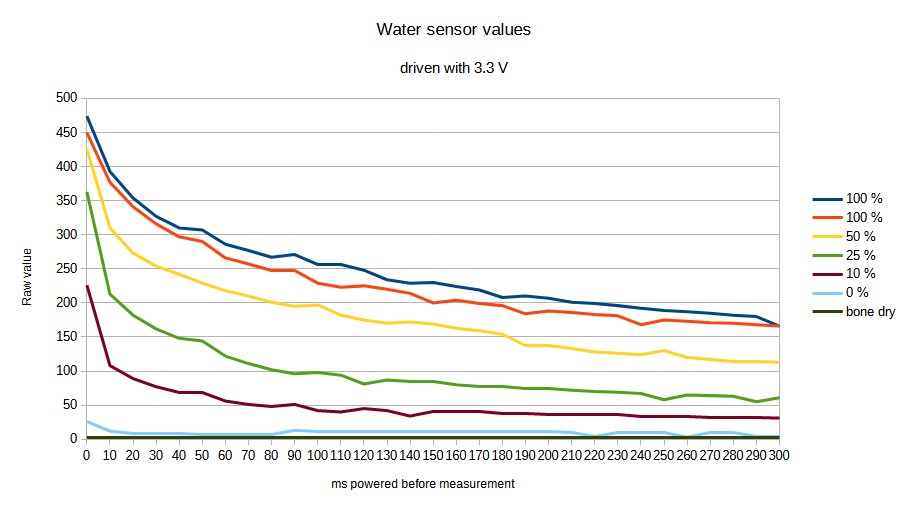 Water sensor values
driven with 3.3 V
500
450
400
350
300
250
200
150
100
50
0
Raw value
0 10 20 30 40 50 60 70 80 90 100 110 120 130 140 150 160 170 180 190 200 210 220 230 240 250 260 270 280 290 300
ms powered before measurement
100 %
100 %
50 %
25 %
10 %
0 %
bone dry